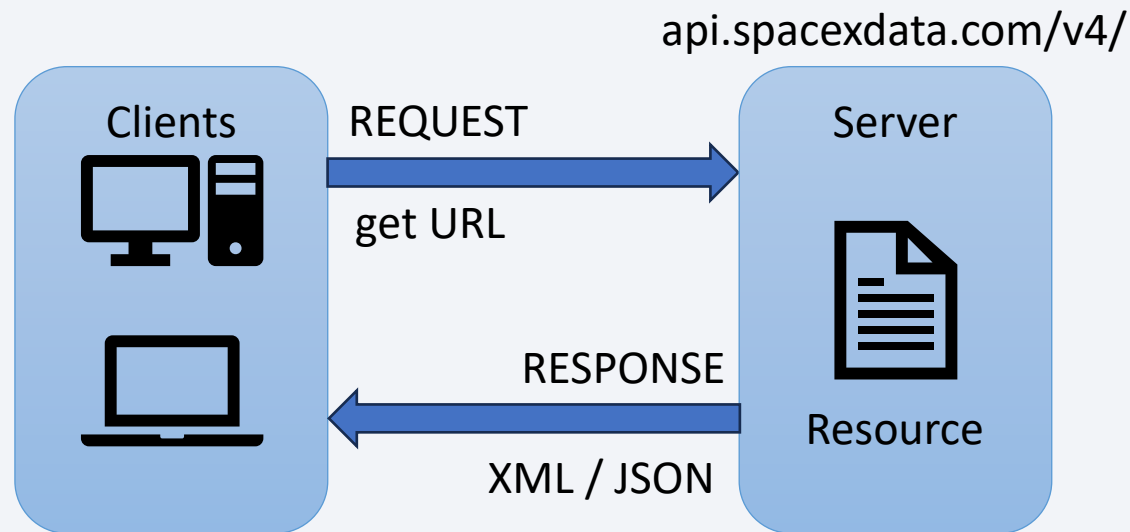 api.spacexdata.com/v4/
Clients
REQUEST
Server
get URL
RESPONSE
Resource
XML / JSON